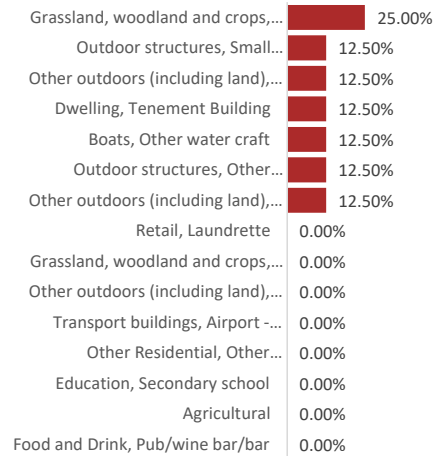 Grassland, woodland and crops,... 25.00%
Outdoor structures, Small... 12.50%
Other outdoors (including land),... 12.50%
Dwelling, Tenement Building 12.50%
Boats, Other water craft 12.50%
Outdoor structures, Other... 12.50%
Other outdoors (including land),... 12.50%
Retail, Laundrette 0.00%
Grassland, woodland and crops,... 0.00%
Other outdoors (including land),... 0.00%
Transport buildings, Airport -... 0.00%
Other Residential, Other... 0.00%
Education, Secondary school 0.00%
Agricultural 0.00%
Food and Drink, Pub/wine bar/bar 0.00%